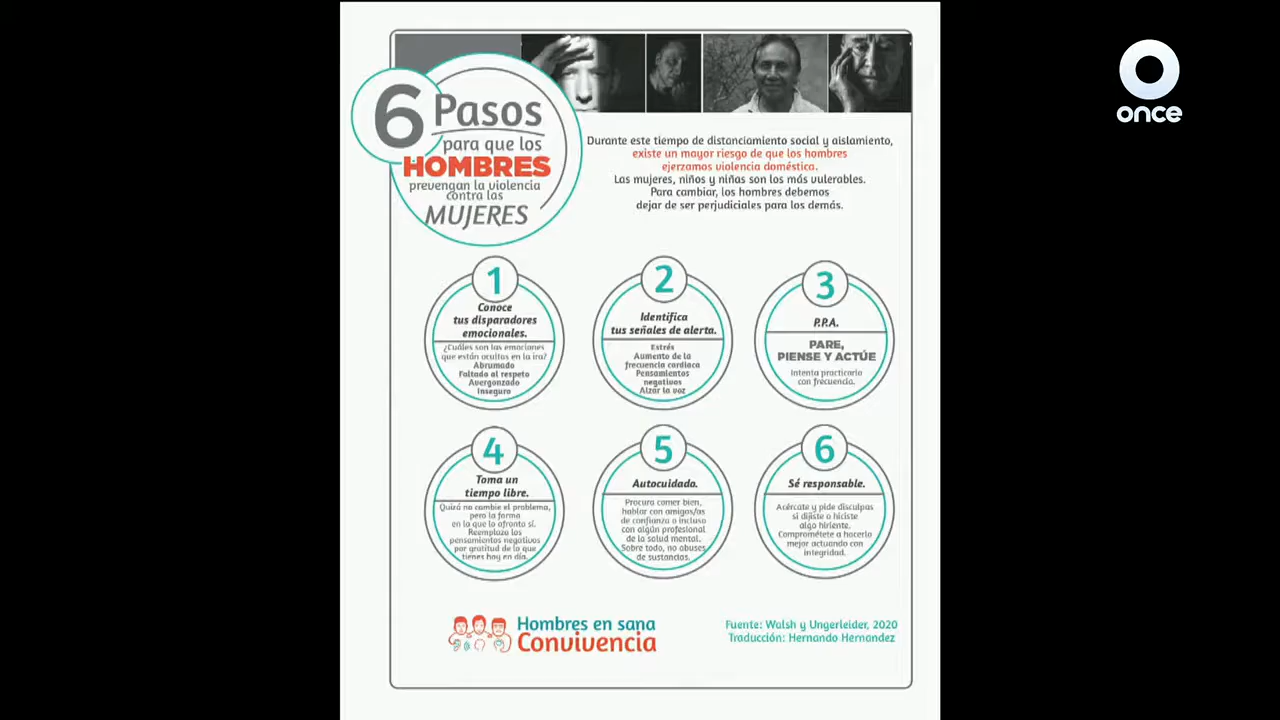 once
6 Pasos
para que los
HOMBRES
prevengan la violencia
contra las
MUJERES
Durante este tiempo de distanciamiento social y aislamiento,
existe un mayor riesgo de que los hombres
ejerzamos violencia doméstica.
Las mujeres, niños y niñas son los más vulerables.
Para cambiar, los hombres debemos
dejar de ser perjudiciales para los demás.
1
Conoce
tus disparadores
emocionales.
¿Cuáles son las emociones
que están ocultas en la ira?
Abrumado
Faltado al respeto
Avergonzado
Inseguro
2
Identifica
tus señales de alerta.
Estrés
Aumento de la
frecuencia cardiaca
Pensamientos
negativos
Alzar la voz
3
P.P.A.
PARE,
PIENSE Y ACTÚE
Intenta practicarlo
con frecuencia.
4
Toma un
tiempo libre.
Quizá no cambie el problema,
pero la forma
en la que lo afronto sí.
Reemplaza los
pensamientos negativos
por gratitud de lo que
tienes hoy en día.
5
Autocuidado.
Procura comer bien,
hablar con amigos/as
de confianza o incluso
con algún profesional
de la salud mental.
Sobre todo, no abuses
de sustancias.
6
Sé responsable.
Acércate y pide disculpas
si dijiste o hiciste
algo hiriente.
Comprométete a hacerlo
mejor actuando con
integridad.
Hombres en sana
Convivencia
Fuente: Walsh y Ungerleider, 2020
Traducción: Hernando Hernandez